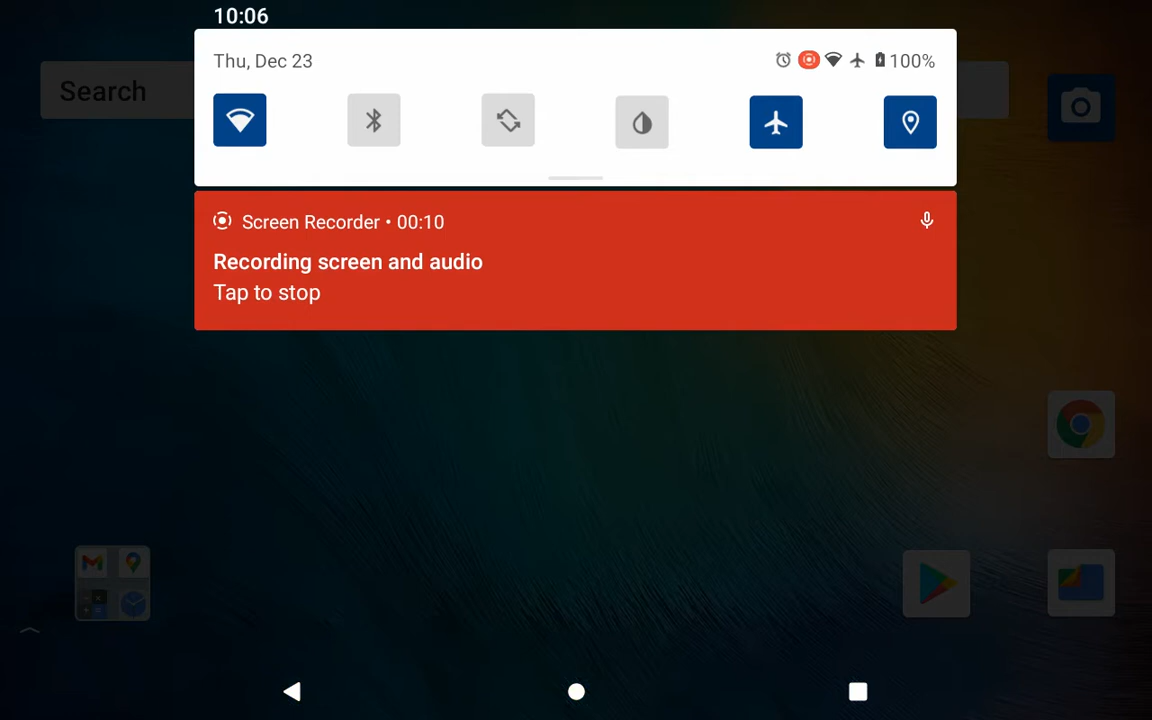 10:06
Thu, Dec 23
100%
Search
Screen Recorder • 00:10
Recording screen and audio
Tap to stop